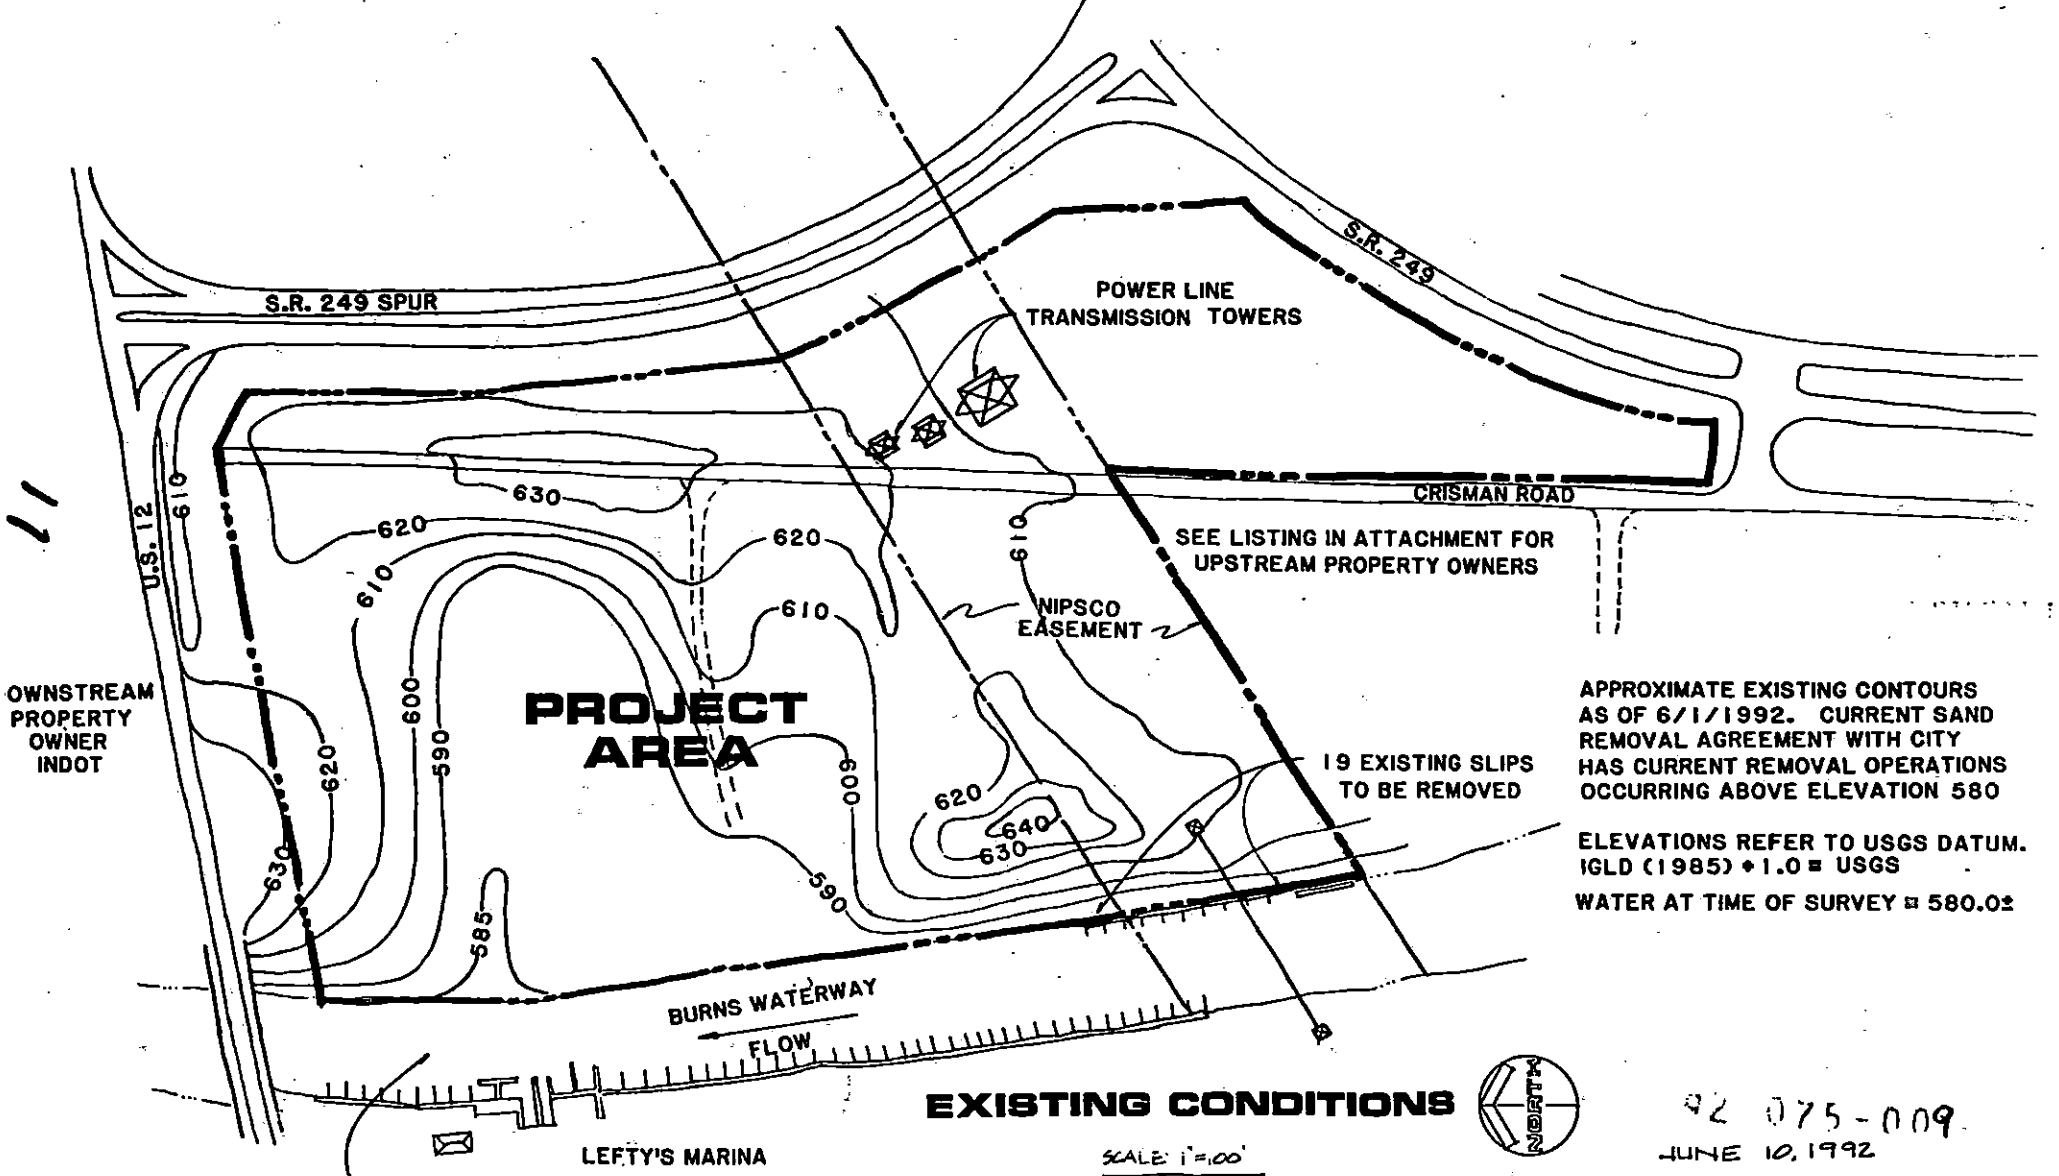 S.R. 249 SPUR
S.R. 249
POWER LINE
TRANSMISSION TOWERS
CRISMAN ROAD
U.S. 12
610
630
620
620
610
610
610
SEE LISTING IN ATTACHMENT FOR
UPSTREAM PROPERTY OWNERS
NIPSCO
EASEMENT
OWNSTREAM
PROPERTY
OWNER
INDOT
PROJECT
AREA
600
590
620
630
600
590
585
620
640
630
19 EXISTING SLIPS
TO BE REMOVED
APPROXIMATE EXISTING CONTOURS
AS OF 6/1/1992. CURRENT SAND
REMOVAL AGREEMENT WITH CITY
HAS CURRENT REMOVAL OPERATIONS
OCCURRING ABOVE ELEVATION 580
ELEVATIONS REFER TO USGS DATUM.
IGLD (1985) + 1.0 = USGS
WATER AT TIME OF SURVEY = 580.0±
BURNS WATERWAY
FLOW
LEFTY'S MARINA
EXISTING CONDITIONS
NORTH
SCALE: 1"=100'
92 075-009
JUNE 10, 1992